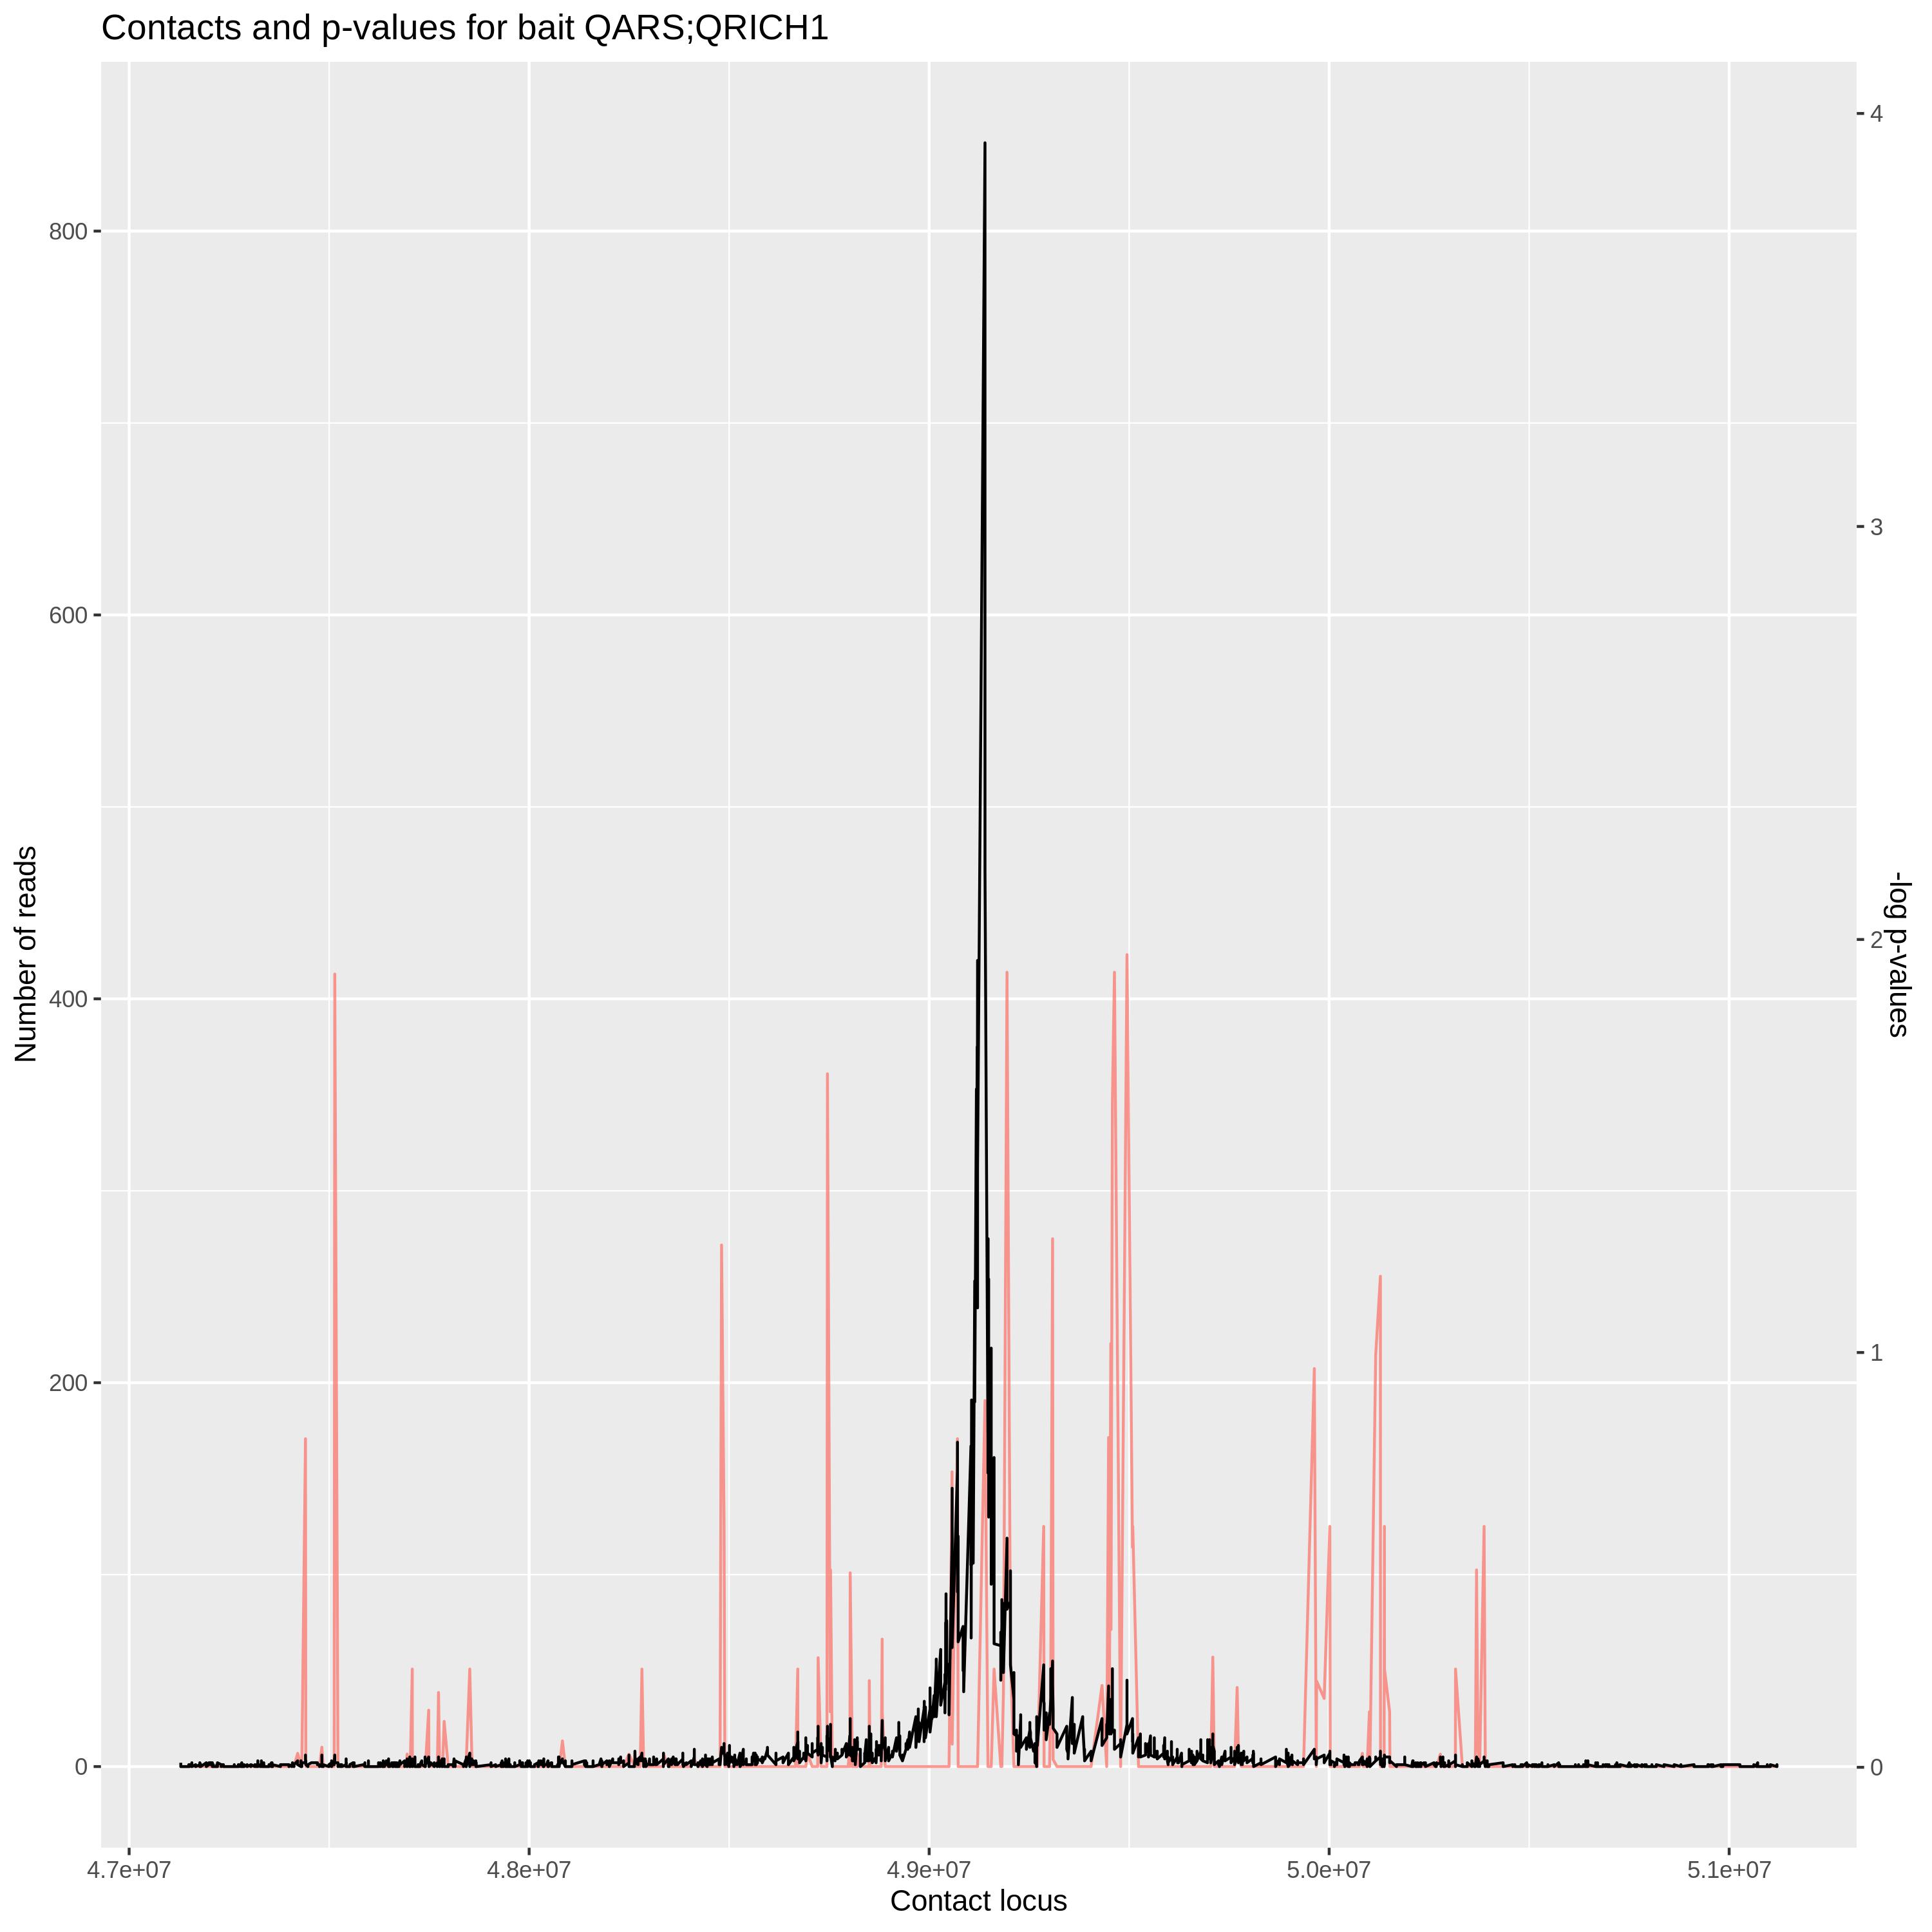 Contacts and p-values for bait QARS;QRICH1
Number of reads
800
600
400
200
0
4
3
2
1
0
-log p-values
4.7e+07
4.8e+07
4.9e+07
5.0e+07
5.1e+07
Contact locus